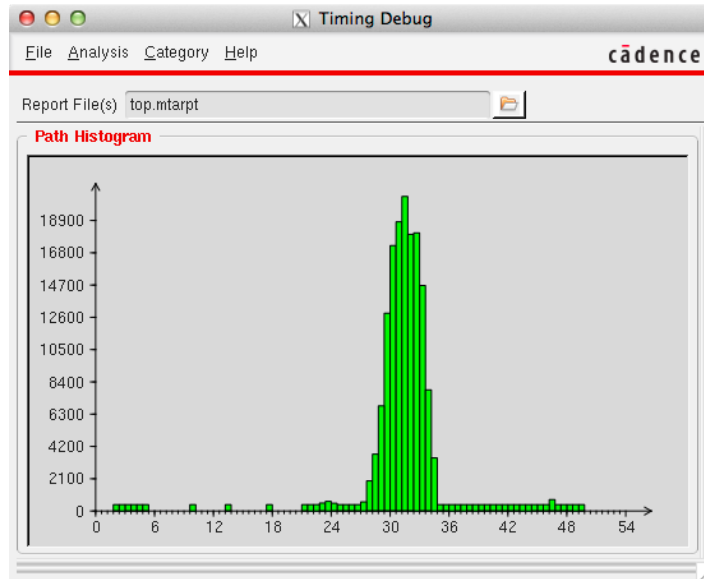 Timing Debug
File Analysis Category Help cādence
Report File(s) top.mtarpt
Path Histogram
18900
16800
14700
12600
10500
8400
6300
4200
2100
0
0 6 12 18 24 30 36 42 48 54